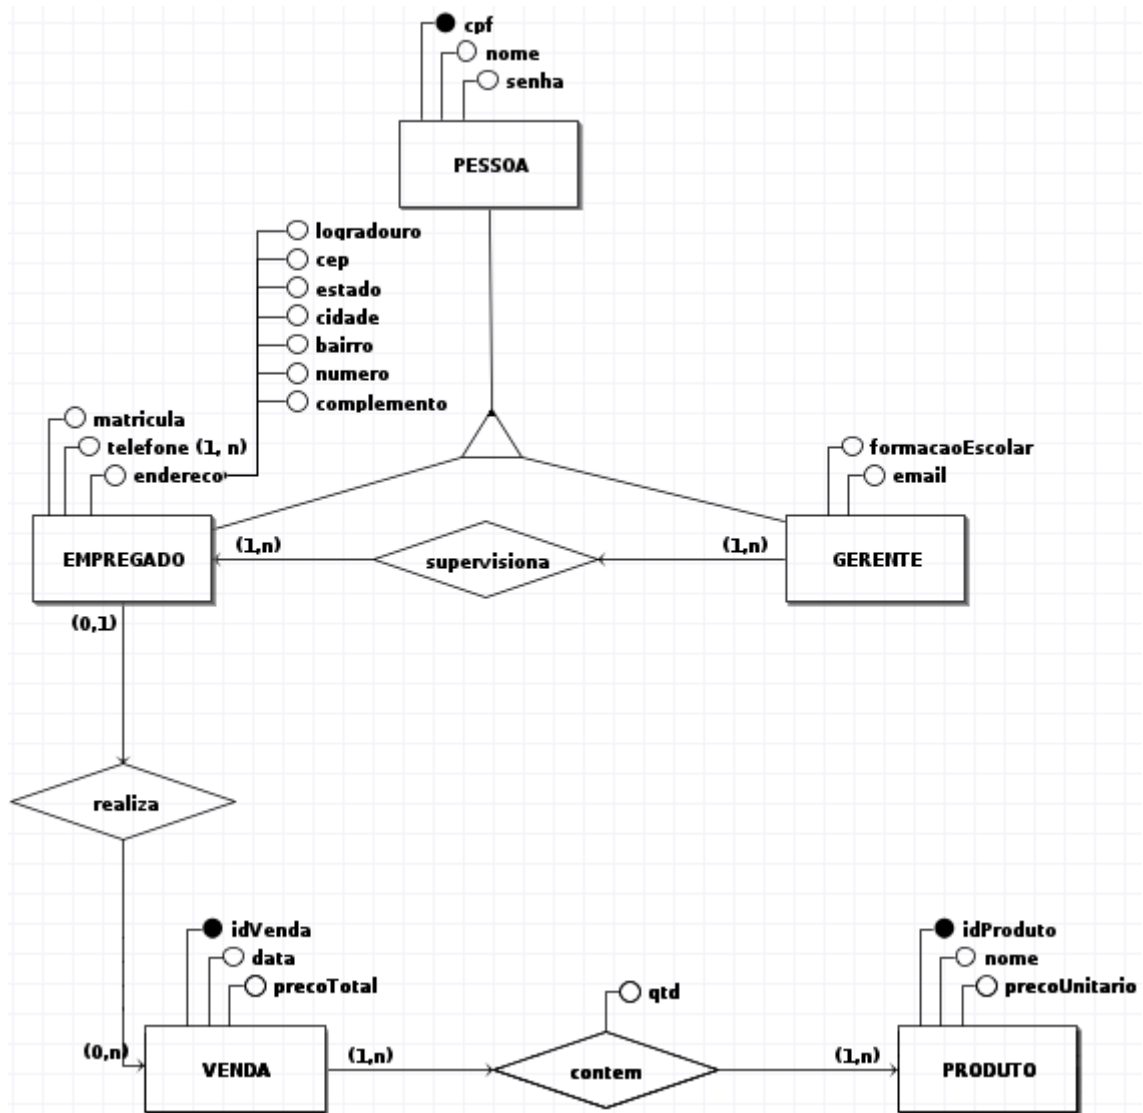 cpf
nome
senha
PESSOA
logradouro
cep
estado
cidade
bairro
numero
complemento
matricula
telefone (1, n)
endereco
formacaoEscolar
email
EMPREGADO
(1,n)
supervisiona
(1,n)
GERENTE
(0,1)
realiza
idVenda
data
precoTotal
(0,n)
VENDA
(1,n)
qtd
contem
(1,n)
idProduto
nome
precoUnitario
PRODUTO